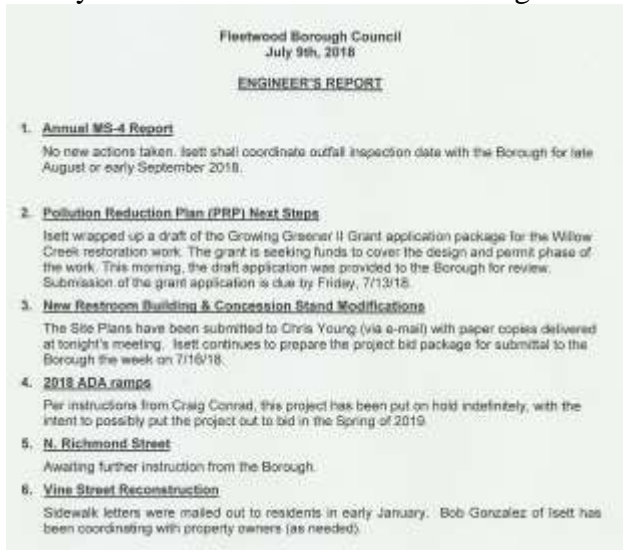 Fleetwood Borough Council
July 9th, 2018
ENGINEER'S REPORT
1. Annual MS-4 Report
No new actions taken. Isett shall coordinate outfall inspection date with the Borough for late
August or early September 2018.
2. Pollution Reduction Plan (PRP) Next Steps
Isett wrapped up a draft of the Growing Greener II Grant application package for the Willow
Creek restoration work. The grant is seeking funds to cover the design and permit phase of
the work. This morning, the draft application was provided to the Borough for review.
Submission of the grant application is due by Friday, 7/13/18.
3. New Restroom Building & Concession Stand Modifications
The Site Plans have been submitted to Chris Young (via e-mail) with paper copies delivered
at tonight's meeting. Isett continues to prepare the project bid package for submittal to the
Borough the week on 7/16/18.
4. 2018 ADA ramps
Per instructions from Craig Conrad, this project has been put on hold indefinitely, with the
intent to possibly put the project out to bid in the Spring of 2019.
5. N. Richmond Street
Awaiting further instruction from the Borough.
6. Vine Street Reconstruction
Sidewalk letters were mailed out to residents in early January. Bob Gonzalez of Isett has
been coordinating with property owners (as needed).